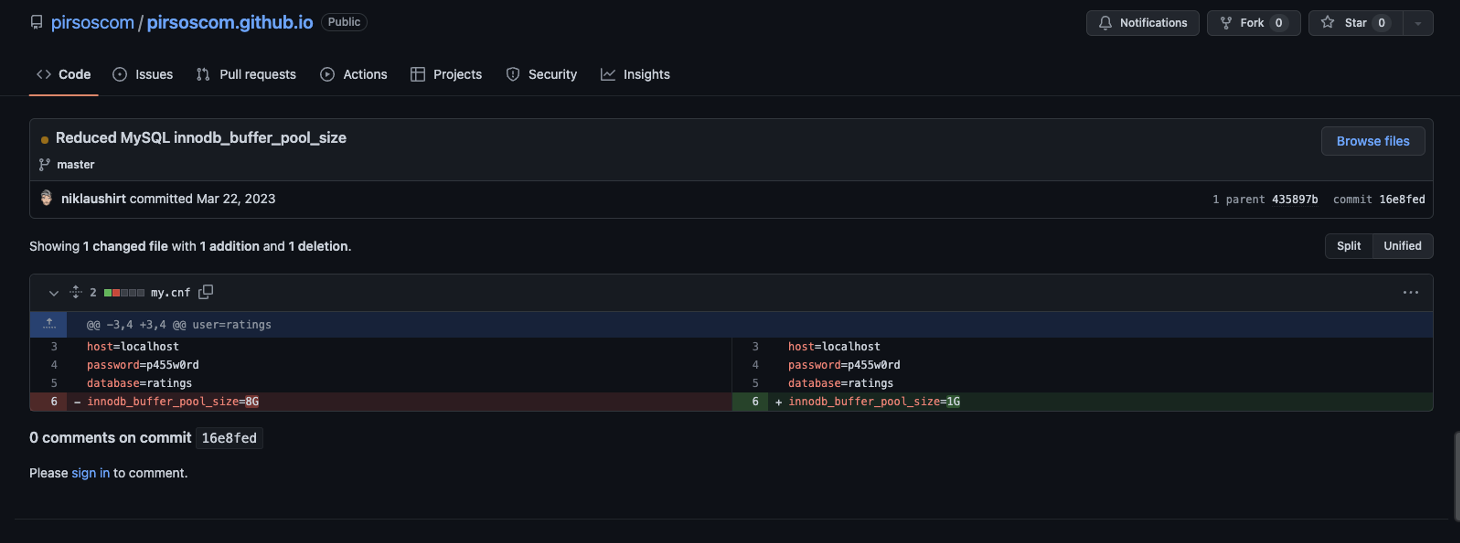 pirsoscom / pirsoscom.github.io Public Notifications Fork 0 Star 0
Code Issues Pull requests Actions Projects Security Insights
Reduced MySQL innodb_buffer_pool_size
Browse files
master
niklaushirt committed Mar 22, 2023 1 parent 435897b commit 16e8fed
Showing 1 changed file with 1 addition and 1 deletion. Split Unified
2 my.cnf
@@ -3,4 +3,4 @@ user=ratings
3 host=localhost 3 host=localhost
4 password=p455w0rd 4 password=p455w0rd
5 database=ratings 5 database=ratings
6 - innodb_buffer_pool_size=8G 6 + innodb_buffer_pool_size=1G
0 comments on commit 16e8fed
Please sign in to comment.